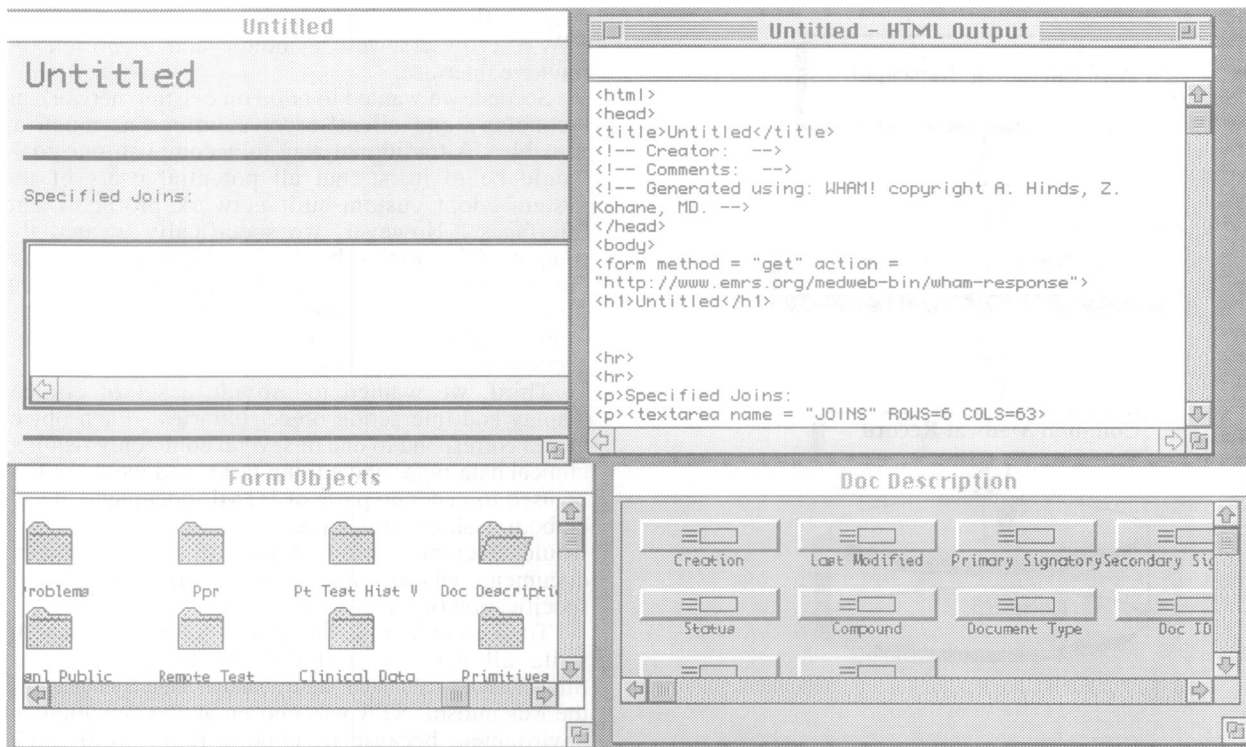 Untitled
Untitled
Specified Joins:
Untitled - HTML Output
<html>
<head>
<title>Untitled</title>
<!-- Creator:  -->
<!-- Comments:  -->
<!-- Generated using: WHAM! copyright A. Hinds, Z.
Kohane, MD. -->
</head>
<body>
<form method = "get" action =
"http://www.emrs.org/medweb-bin/wham-response">
<h1>Untitled</h1>
<hr>
<hr>
<p>Specified Joins:
<p><textarea name = "JOINS" ROWS=6 COLS=63>
Form Objects
roblems Ppr Pt Test Hist V Doc Descripti
anl Public Remote Test Clinical Data Primitives
Doc Description
Creation Last Modified Primary Signatory Secondary Sig
Status Compound Document Type Doc ID